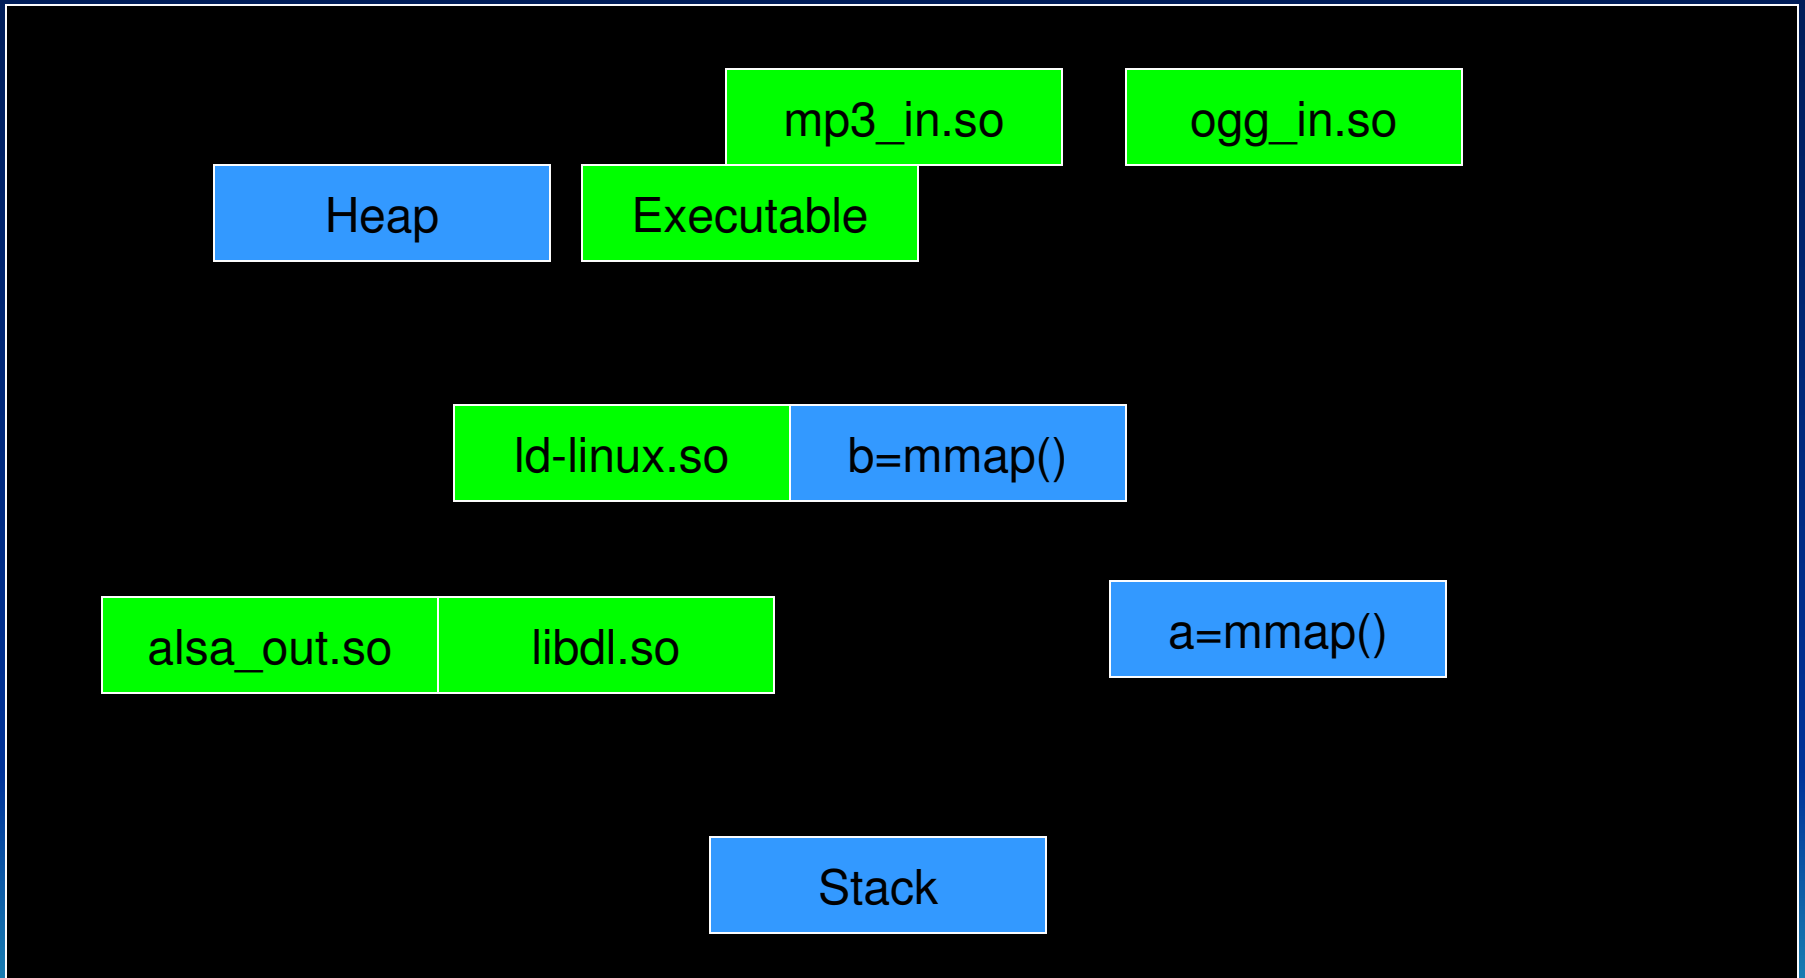 mp3_in.so
ogg_in.so
Heap
Executable
ld-linux.so
b=mmap()
a=mmap()
alsa_out.so
libdl.so
Stack